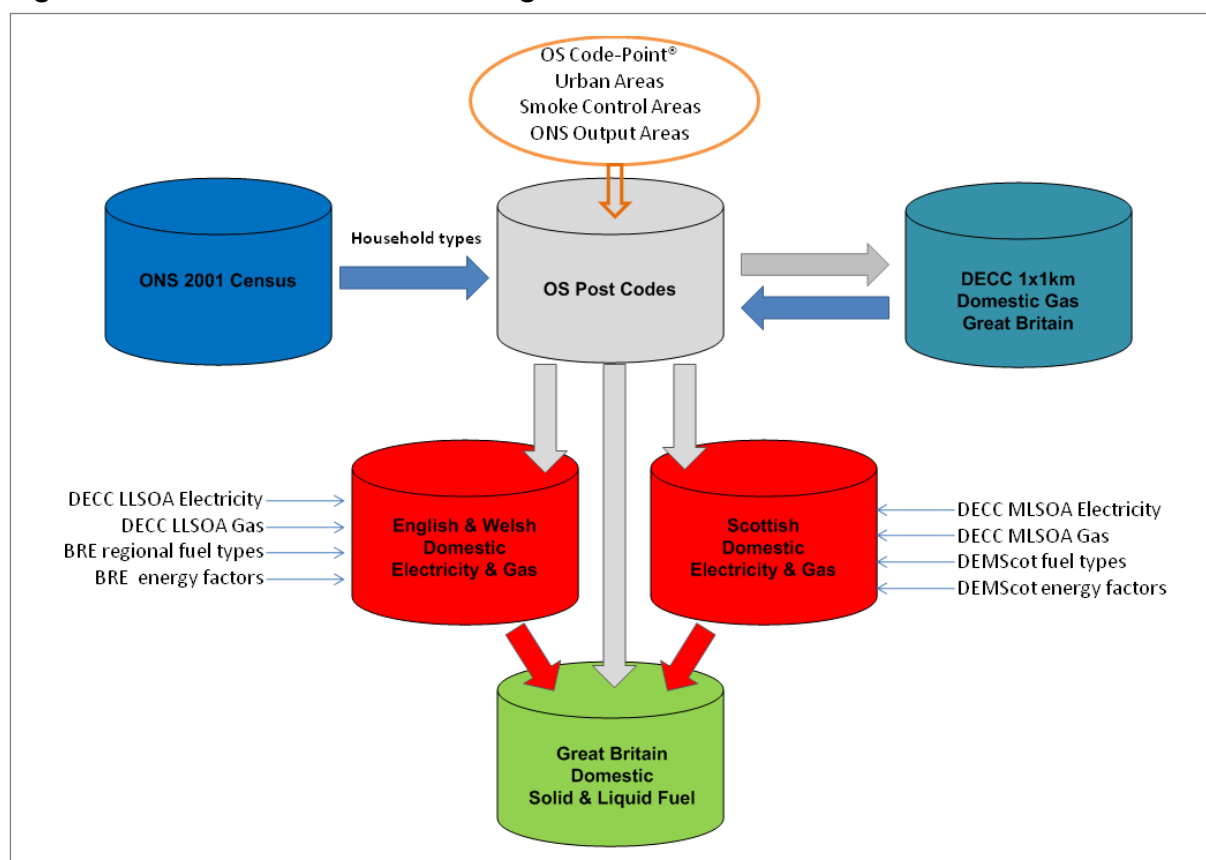 OS Code-Point®
Urban Areas
Smoke Control Areas
ONS Output Areas
ONS 2001 Census
Household types
OS Post Codes
DECC 1x1km
Domestic Gas
Great Britain
DECC LLSOA Electricity
DECC LLSOA Gas
BRE regional fuel types
BRE energy factors
English & Welsh
Domestic
Electricity & Gas
Scottish
Domestic
Electricity & Gas
DECC MLSOA Electricity
DECC MLSOA Gas
DEMScot fuel types
DEMScot energy factors
Great Britain
Domestic
Solid & Liquid Fuel